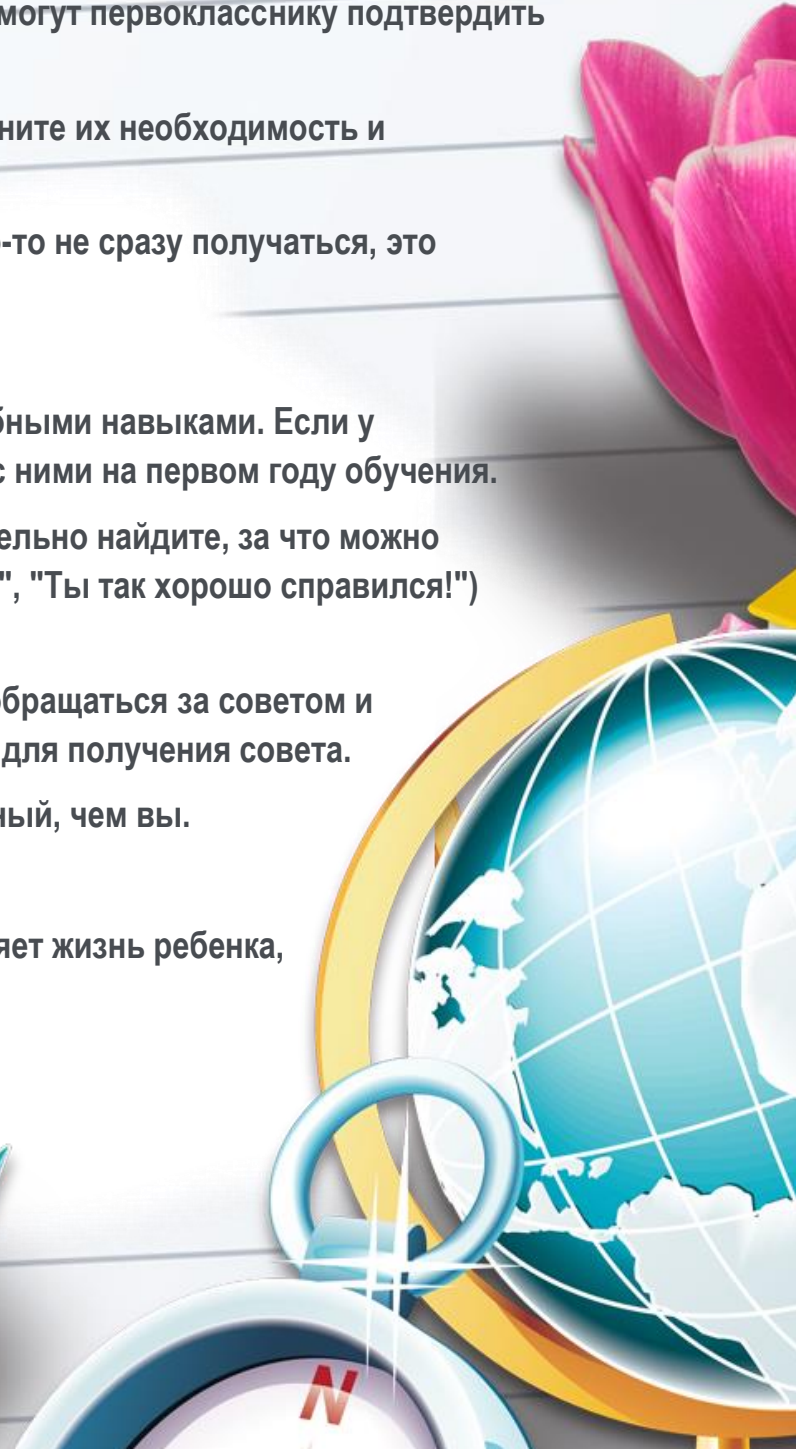 могут первокласснику подтвердить
ните их необходимость и
-то не сразу получаться, это
бными навыками. Если у
с ними на первом году обучения.
ельно найдите, за что можно
", "Ты так хорошо справился!")
обращаться за советом и
для получения совета.
ный, чем вы.
яет жизнь ребенка,
N